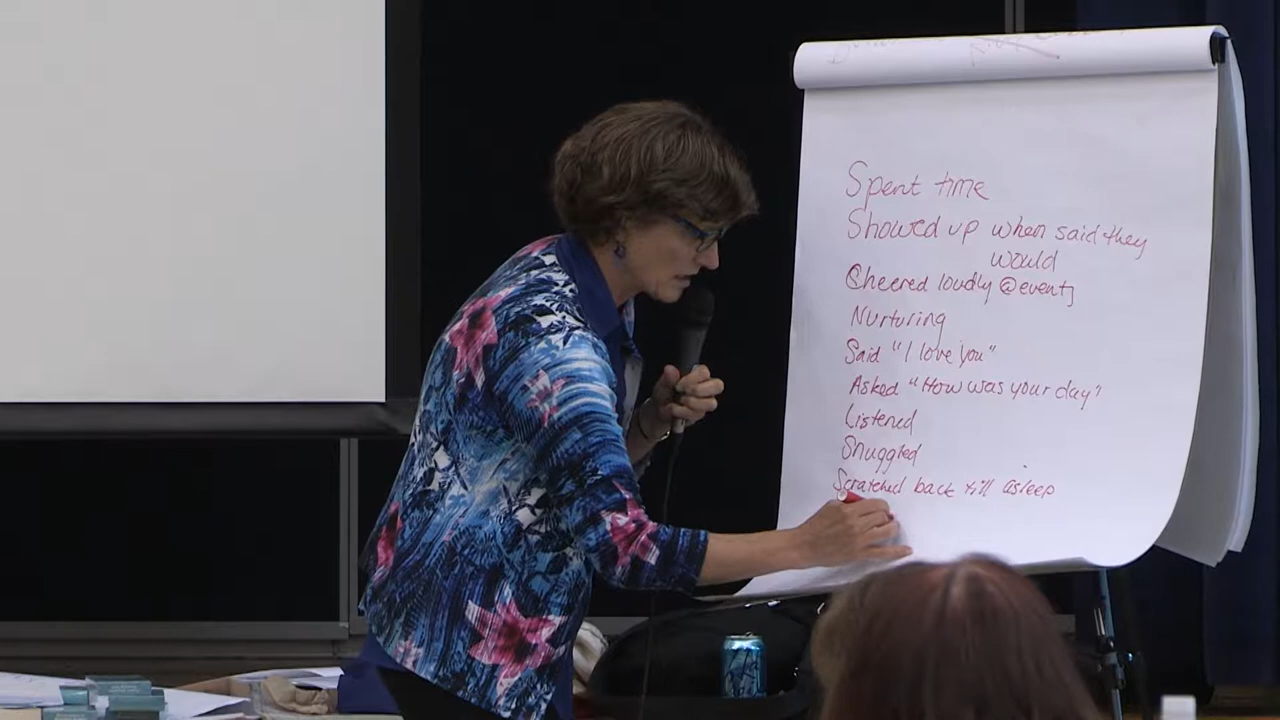 Spent time
Showed up when said they
would
Cheered loudly @events
Nurturing
Said "I love you"
Asked "How was your day"
Listened
Snuggled
Scratched back till asleep